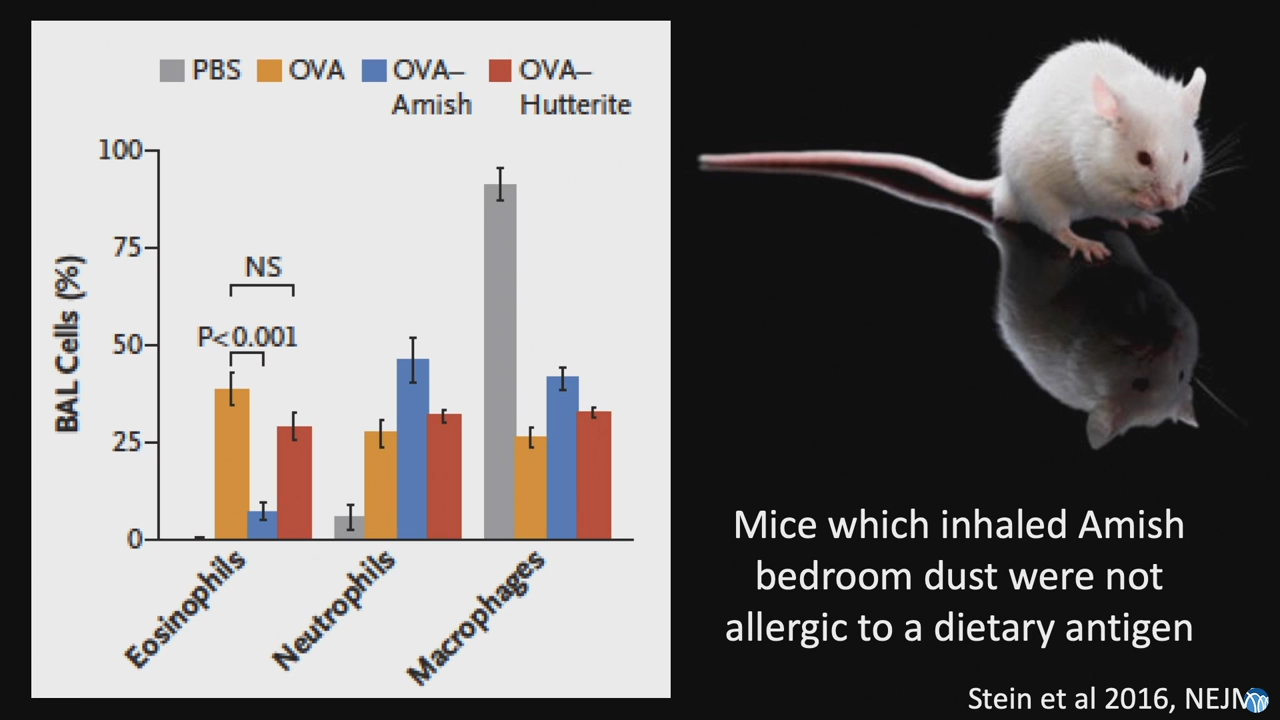 PBS OVA OVA– OVA–
Amish Hutterite
100
75
50
25
0
BAL Cells (%)
NS
P<0.001
Eosinophils
Neutrophils
Macrophages
Mice which inhaled Amish
bedroom dust were not
allergic to a dietary antigen
Stein et al 2016, NEJM